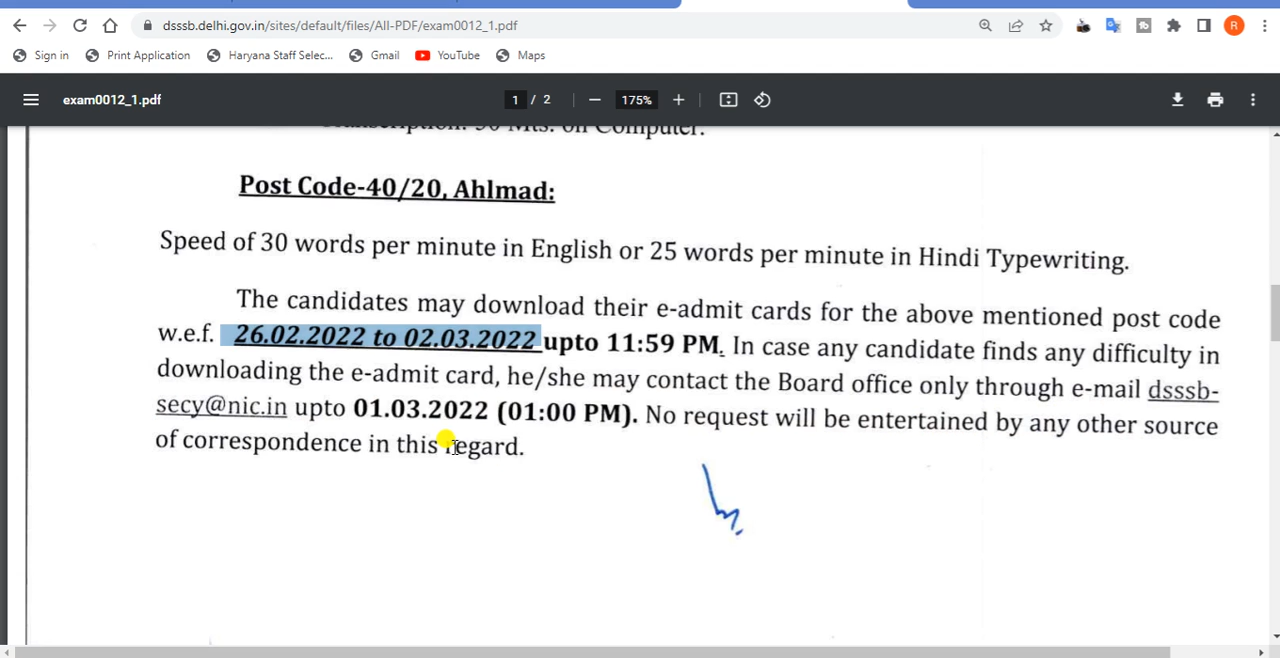 dsssb.delhi.gov.in/sites/default/files/All-PDF/exam0012_1.pdf
R
Sign in Print Application Haryana Staff Selec... Gmail YouTube Maps
exam0012_1.pdf 1 / 2 175%
Transcription: 50 Mts. on Computer.
Post Code-40/20, Ahlmad:
Speed of 30 words per minute in English or 25 words per minute in Hindi Typewriting.
The candidates may download their e-admit cards for the above mentioned post code
w.e.f. 26.02.2022 to 02.03.2022 upto 11:59 PM. In case any candidate finds any difficulty in
downloading the e-admit card, he/she may contact the Board office only through e-mail dsssb-
secy@nic.in upto 01.03.2022 (01:00 PM). No request will be entertained by any other source
of correspondence in this regard.